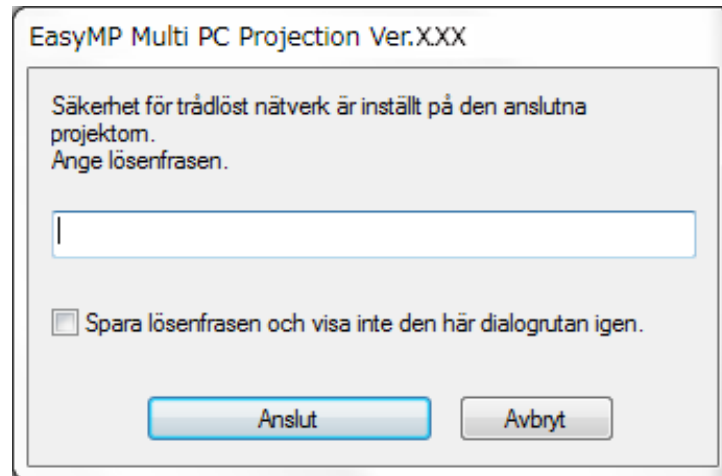 EasyMP Multi PC Projection Ver.X.XX
Säkerhet för trådlöst nätverk är inställt på den anslutna
projektorn.
Ange lösenfrasen.
Spara lösenfrasen och visa inte den här dialogrutan igen.
Anslut
Avbryt